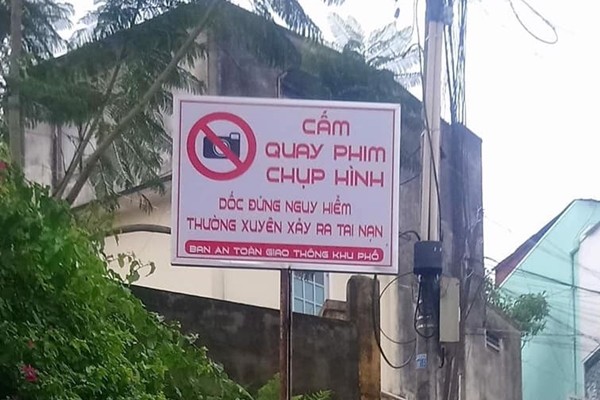 CẤM
QUAY PHIM
CHỤP HÌNH
DỐC ĐỨNG NGUY HIỂM
THƯỜNG XUYÊN XẢY RA TAI NẠN
BAN AN TOÀN GIAO THÔNG KHU PHỐ